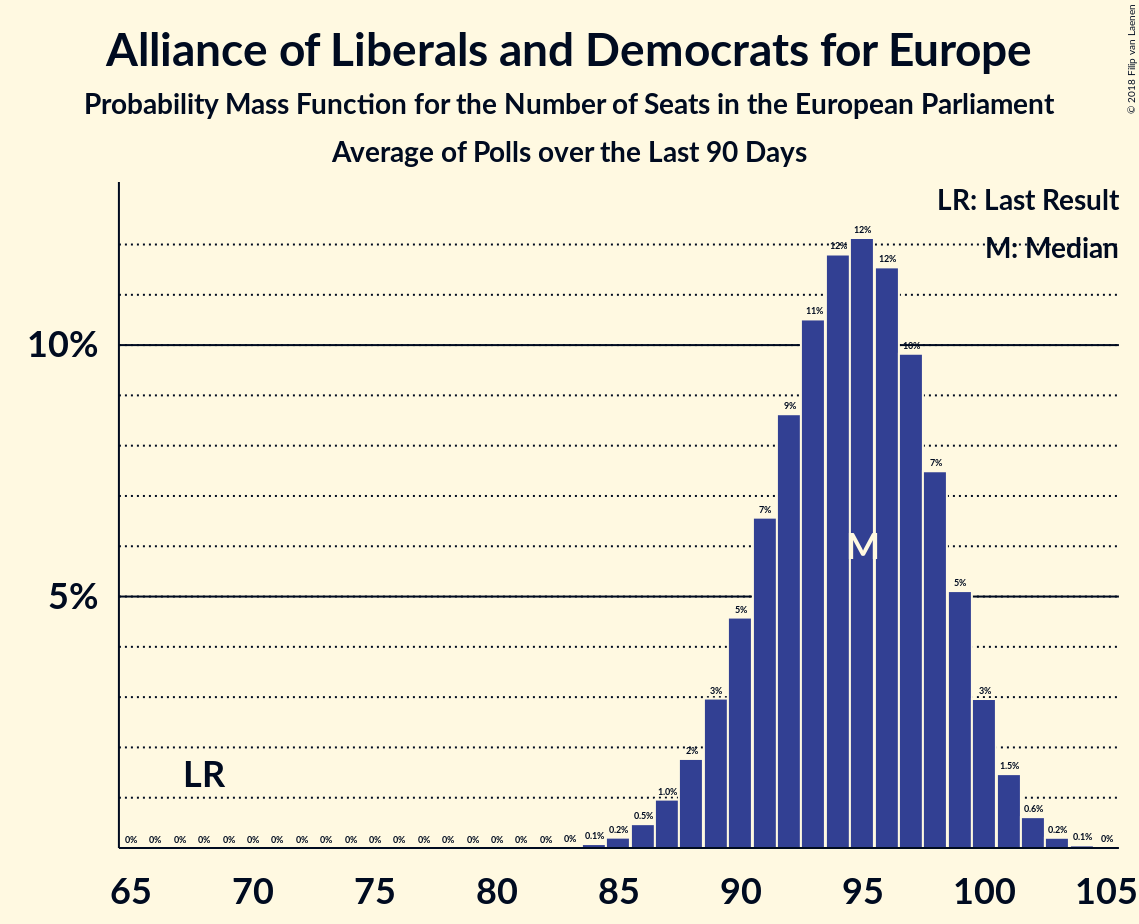 © 2018 Filip van Laenen
Alliance of Liberals and Democrats for Europe
Probability Mass Function for the Number of Seats in the European Parliament
Average of Polls over the Last 90 Days
LR: Last Result
M: Median
10%
5%
0% 0% 0% 0% 0% 0% 0% 0% 0% 0% 0% 0% 0% 0% 0% 0% 0% 0% 0% 0.1% 0.2% 0.5% 1.0% 2% 3% 5% 7% 9% 11% 12% 12% 12% 10% 7% 5% 3% 1.5% 0.6% 0.2% 0.1% 0%
M
LR
65 70 75 80 85 90 95 100 105